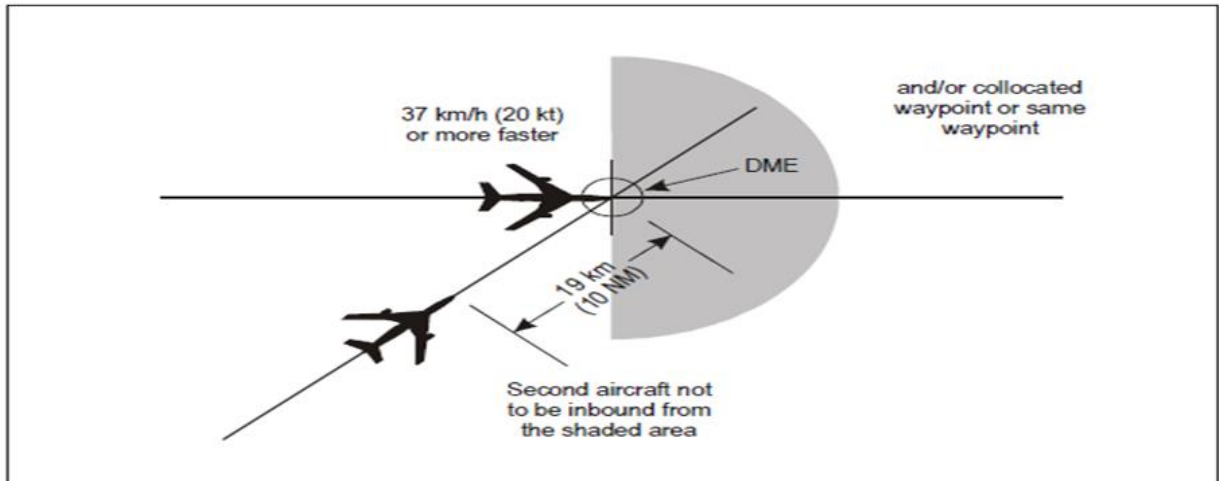 37 km/h (20 kt)
or more faster
and/or collocated
waypoint or same
waypoint
DME
19 km
(10 NM)
Second aircraft not
to be inbound from
the shaded area